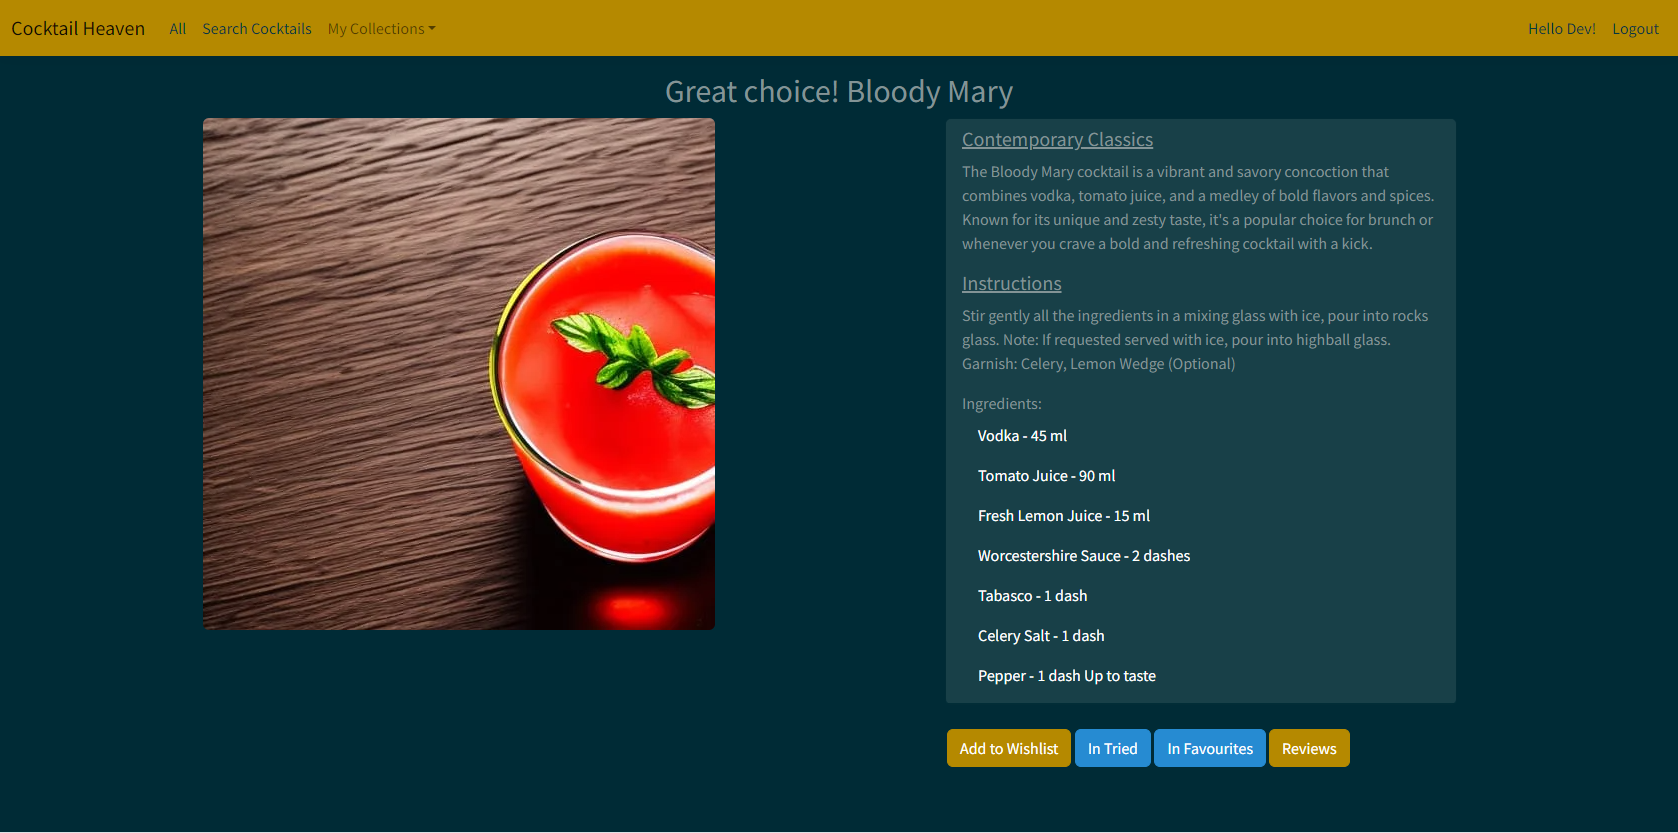 Cocktail Heaven All Search Cocktails My Collections Hello Dev! Logout
Great choice! Bloody Mary
Contemporary Classics
The Bloody Mary cocktail is a vibrant and savory concoction that
combines vodka, tomato juice, and a medley of bold flavors and spices.
Known for its unique and zesty taste, it's a popular choice for brunch or
whenever you crave a bold and refreshing cocktail with a kick.
Instructions
Stir gently all the ingredients in a mixing glass with ice, pour into rocks
glass. Note: If requested served with ice, pour into highball glass.
Garnish: Celery, Lemon Wedge (Optional)
Ingredients:
Vodka - 45 ml
Tomato Juice - 90 ml
Fresh Lemon Juice - 15 ml
Worcestershire Sauce - 2 dashes
Tabasco - 1 dash
Celery Salt - 1 dash
Pepper - 1 dash Up to taste
Add to Wishlist In Tried In Favourites Reviews